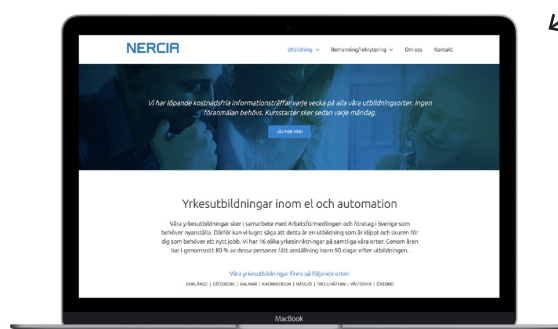 NERCIA
Utbildning Bemanning/rekrytering Om oss Kontakt
Vi har löpande kostnadsfria informationsträffar varje vecka på alla våra utbildningsorter. Ingen
föranmälan behövs. Kursstarter sker sedan varje måndag.
LÄS MER HÄR!
Yrkesutbildningar inom el och automation
Våra yrkesutbildningar sker i samarbete med Arbetsförmedlingen och företag i Sverige som
behöver nyanställa. Därför kan vi lugnt säga att detta är en utbildning som är klippt och skuren för
dig som behöver ett nytt jobb. Vi har 16 olika yrkesinriktningar på samtliga våra orter. Genom åren
har i genomsnitt 80 % av dessa personer fått anställning inom 90 dagar efter utbildningen.
Våra yrkesutbildningar finns på följande orter:
BORLÄNGE | GÖTEBORG | KALMAR | KATRINEHOLM | NÄSSJÖ | TROLLHÄTTAN | VÄSTERVIK | ÖREBRO
MacBook